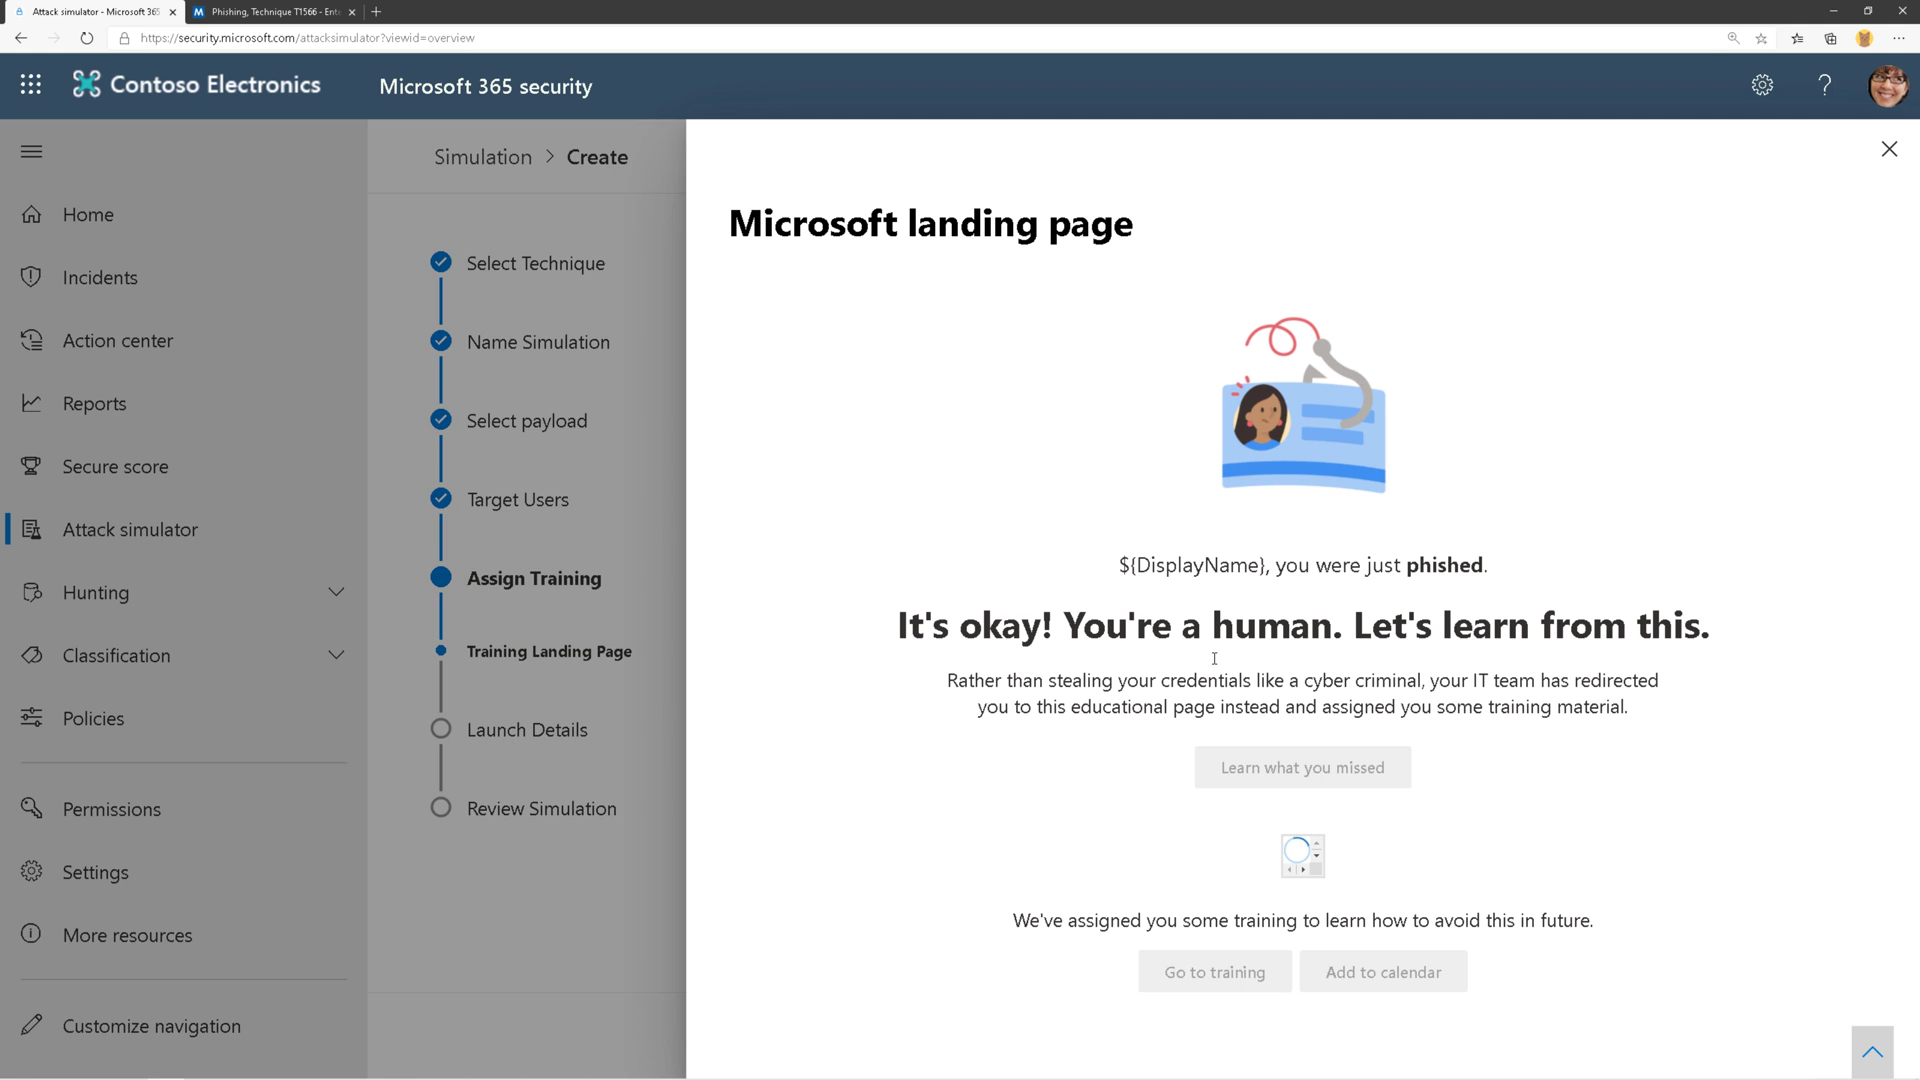 Attack simulator - Microsoft 365
Phishing, Technique T1566 - Ent
https://security.microsoft.com/attacksimulator?viewid=overview
Contoso Electronics
Microsoft 365 security
?
Simulation > Create
Home
Incidents
Action center
Reports
Secure score
Attack simulator
Hunting
Classification
Policies
Permissions
Settings
More resources
Customize navigation
Select Technique
Name Simulation
Select payload
Target Users
Assign Training
Training Landing Page
Launch Details
Review Simulation
Microsoft landing page
${DisplayName}, you were just phished.
It's okay! You're a human. Let's learn from this.
Rather than stealing your credentials like a cyber criminal, your IT team has redirected
you to this educational page instead and assigned you some training material.
Learn what you missed
We've assigned you some training to learn how to avoid this in future.
Go to training
Add to calendar